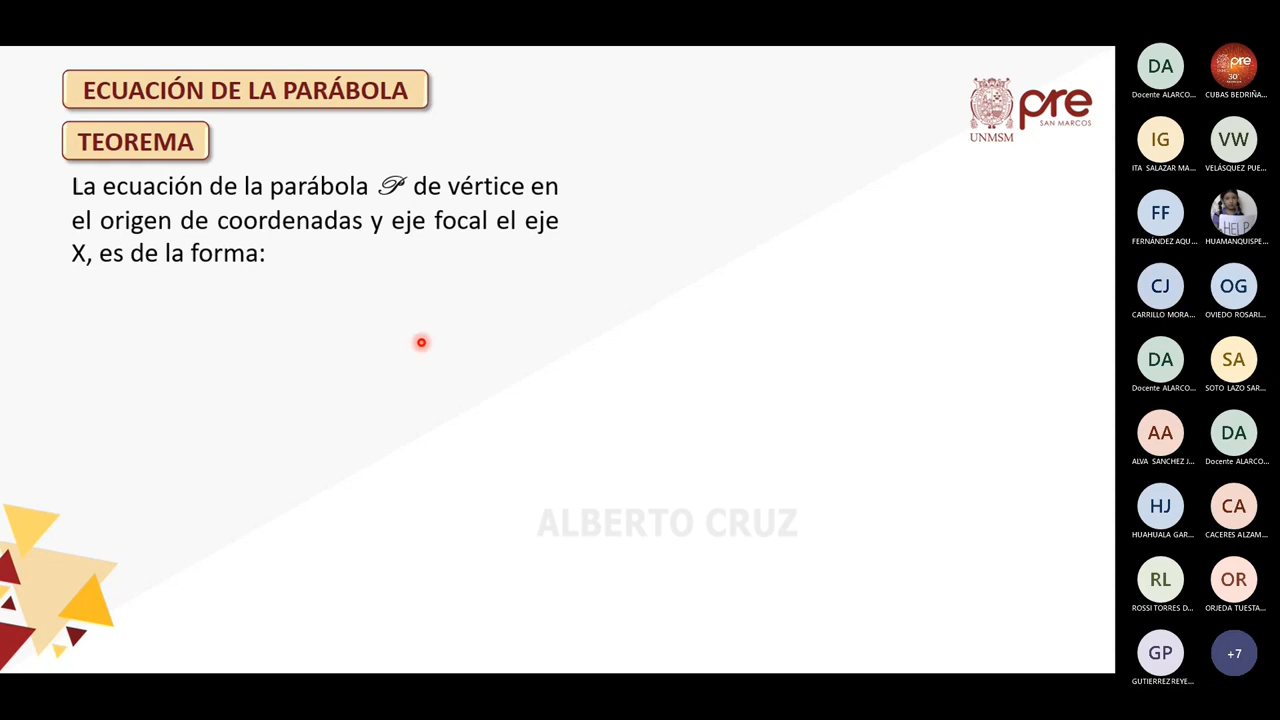 ECUACIÓN DE LA PARÁBOLA
TEOREMA
La ecuación de la parábola 𝒫 de vértice en
el origen de coordenadas y eje focal el eje
X, es de la forma:
UNMSM
pre
SAN MARCOS
ALBERTO CRUZ
DA
Docente ALARCO...
pre
30
CUBAS BEDRIÑA...
IG
ITA SALAZAR MA...
VW
VELÁSQUEZ PUE...
FF
FERNÁNDEZ AQU...
HELP
HUAMANQUISPE...
CJ
CARRILLO MORA...
OG
OVIEDO ROSARI...
DA
Docente ALARCO...
SA
SOTO LAZO SAR...
AA
ALVA SANCHEZ J...
DA
Docente ALARCO...
HJ
HUAHUALA GAR...
CA
CACERES ALZAM...
RL
ROSSI TORRES D...
OR
ORJEDA TUESTA...
GP
GUTIERREZ REYE...
+7